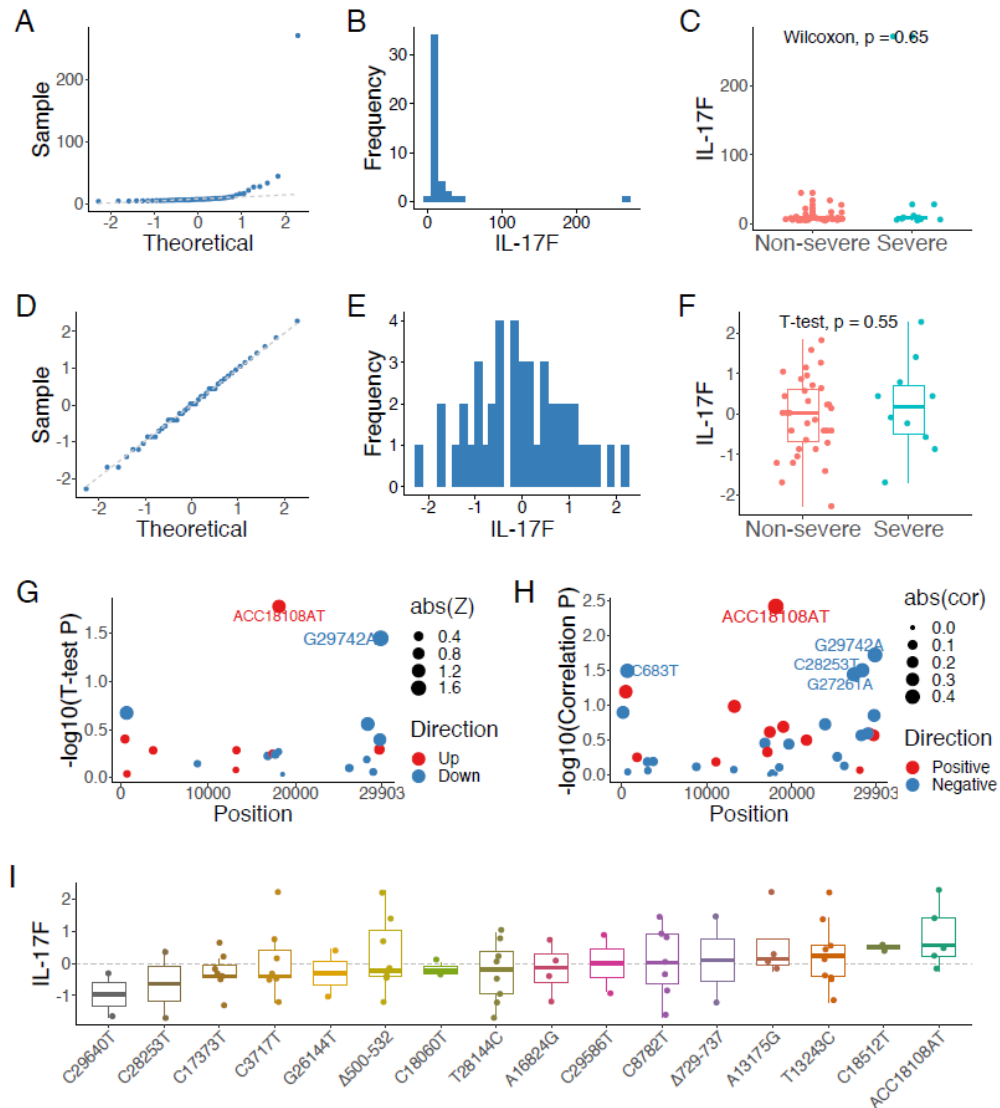 A
Sample
200
100
0
-2 -1 0 1 2
Theoretical
B
Frequency
30
20
10
0
0 100 200
IL-17F
C
Wilcoxon, p = 0.65
IL-17F
200
100
0
Non-severe Severe
D
Sample
2
1
0
-1
-2
-2 -1 0 1 2
Theoretical
E
Frequency
4
3
2
1
0
-2 -1 0 1 2
IL-17F
F
T-test, p = 0.55
IL-17F
2
1
0
-1
-2
Non-severe Severe
G
-log10(T-test P)
1.5
1.0
0.5
0.0
ACC18108AT
G29742A
0 10000 20000 29903
Position
abs(Z)
0.4
0.8
1.2
1.6
Direction
Up
Down
H
-log10(Correlation P)
2.5
2.0
1.5
1.0
0.5
0.0
ACC18108AT
G29742A
C28253T
C683T
G27261A
0 10000 20000 29903
Position
abs(cor)
0.0
0.1
0.2
0.3
0.4
Direction
Positive
Negative
I
IL-17F
2
1
0
-1
C29640T C28253T C17373T C3717T G26144T Δ500-532 C18060T T28144C A16824G C29586T C8782T Δ729-737 A13175G T13243C C18512T ACC18108AT